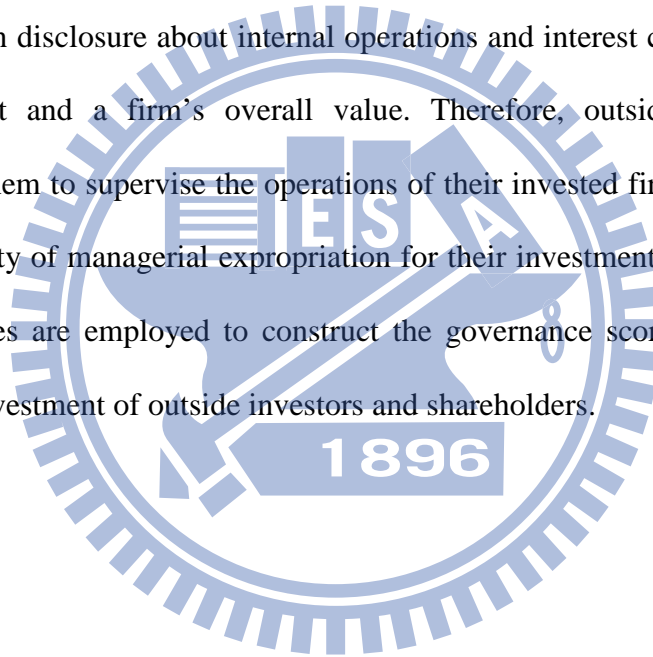 n disclosure about internal operations and interest c
t and a firm's overall value. Therefore, outsid
em to supervise the operations of their invested fir
ty of managerial expropriation for their investment
es are employed to construct the governance scor
vestment of outside investors and shareholders.
E S A
1896